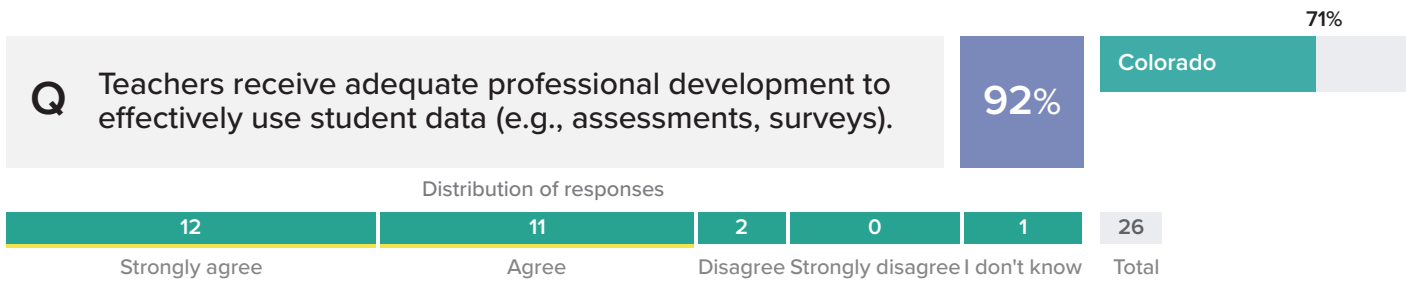 71%
Q
Teachers receive adequate professional development to
effectively use student data (e.g., assessments, surveys).
92%
Colorado
Distribution of responses
12 11 2 0 1 26
Strongly agree Agree Disagree Strongly disagree I don't know Total